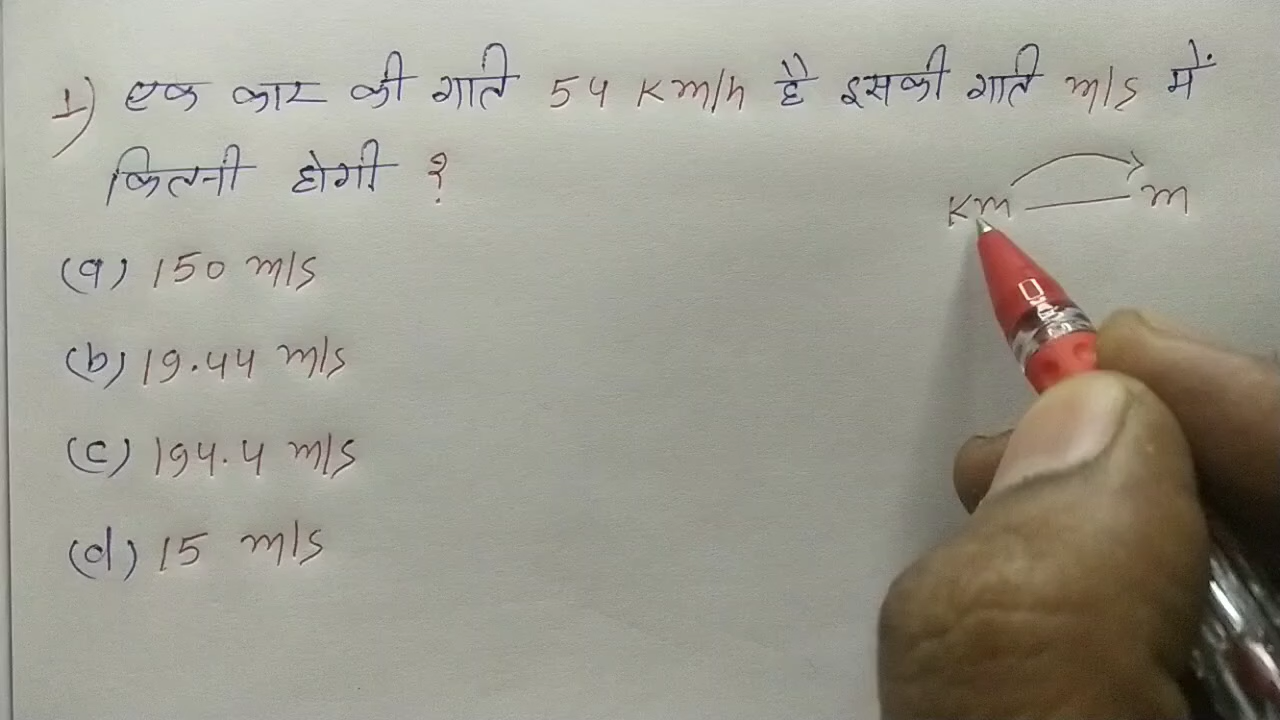 1) एक कार की गति 54 Km/h है इसकी गति m/s में
कितनी होगी ?
Km — m
(a) 150 m/s
(b) 19.44 m/s
(c) 194.4 m/s
(d) 15 m/s